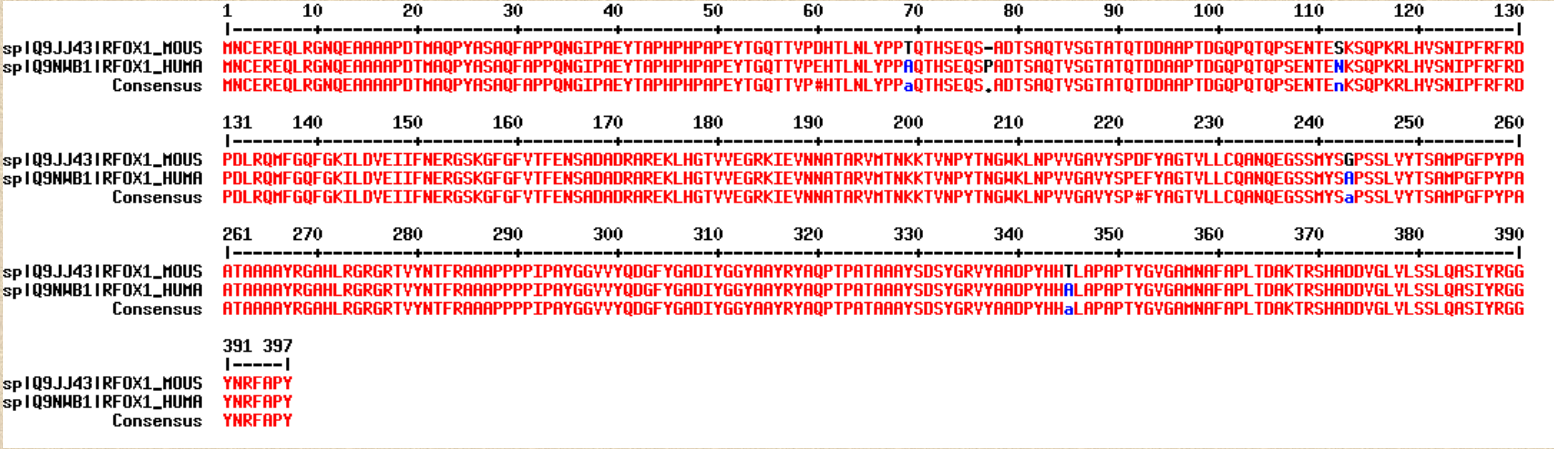 1 10 20 30 40 50 60 70 80 90 100 110 120 130
|--------+---------+---------+---------+---------+---------+---------+---------+---------+---------+---------+---------+---------|
sp|Q9JJ43|RFOX1_MOUS MNCEREQLRGNQEAAAAPDTMAQPYASAQFAPPQNGIPAEYTAPHPHPAPEYTGQTTVPDHTLNLYPPTQTHSEQS-ADTSAQTVSGTATQTDDAAPTDGQPQTQPSENTESKSQPKRLHVSNIPFRFRD
sp|Q9NWB1|RFOX1_HUMA MNCEREQLRGNQEAAAAPDTMAQPYASAQFAPPQNGIPAEYTAPHPHPAPEYTGQTTVPEHTLNLYPPAQTHSEQSPADTSAQTVSGTATQTDDAAPTDGQPQTQPSENTENKSQPKRLHVSNIPFRFRD
Consensus MNCEREQLRGNQEAAAAPDTMAQPYASAQFAPPQNGIPAEYTAPHPHPAPEYTGQTTVP#HTLNLYPPaQTHSEQS.ADTSAQTVSGTATQTDDAAPTDGQPQTQPSENTEnKSQPKRLHVSNIPFRFRD
131 140 150 160 170 180 190 200 210 220 230 240 250 260
|--------+---------+---------+---------+---------+---------+---------+---------+---------+---------+---------+---------+---------|
sp|Q9JJ43|RFOX1_MOUS PDLRQMFGQFGKILDVEIIFNERGSKGFGFVTFENSADADRAREKLHGTVVEGRKIEVNNATARVMTNKKTVNPYTNGWKLNPVVGAVYSPDFYAGTVLLCQANQEGSSMYSGPSSLVYTSAMPGFPYPA
sp|Q9NWB1|RFOX1_HUMA PDLRQMFGQFGKILDVEIIFNERGSKGFGFVTFENSADADRAREKLHGTVVEGRKIEVNNATARVMTNKKTVNPYTNGWKLNPVVGAVYSPEFYAGTVLLCQANQEGSSMYSAPSSLVYTSAMPGFPYPA
Consensus PDLRQMFGQFGKILDVEIIFNERGSKGFGFVTFENSADADRAREKLHGTVVEGRKIEVNNATARVMTNKKTVNPYTNGWKLNPVVGAVYSP#FYAGTVLLCQANQEGSSMYSaPSSLVYTSAMPGFPYPA
261 270 280 290 300 310 320 330 340 350 360 370 380 390
|--------+---------+---------+---------+---------+---------+---------+---------+---------+---------+---------+---------+---------|
sp|Q9JJ43|RFOX1_MOUS ATAAAAYRGAHLRGRGRTVYNTFRAAAPPPPIPAYGGVVYQDGFYGADIYGGYAAYRYAQPTPATAAAYSDSYGRVYAADPYHHTLAPAPTYGVGAMNAFAPLTDAKTRSHADDVGLVLSSLQASIYRGG
sp|Q9NWB1|RFOX1_HUMA ATAAAAYRGAHLRGRGRTVYNTFRAAAPPPPIPAYGGVVYQDGFYGADIYGGYAAYRYAQPTPATAAAYSDSYGRVYAADPYHHALAPAPTYGVGAMNAFAPLTDAKTRSHADDVGLVLSSLQASIYRGG
Consensus ATAAAAYRGAHLRGRGRTVYNTFRAAAPPPPIPAYGGVVYQDGFYGADIYGGYAAYRYAQPTPATAAAYSDSYGRVYAADPYHHaLAPAPTYGVGAMNAFAPLTDAKTRSHADDVGLVLSSLQASIYRGG
391 397
|-----|
sp|Q9JJ43|RFOX1_MOUS YNRFAPY
sp|Q9NWB1|RFOX1_HUMA YNRFAPY
Consensus YNRFAPY